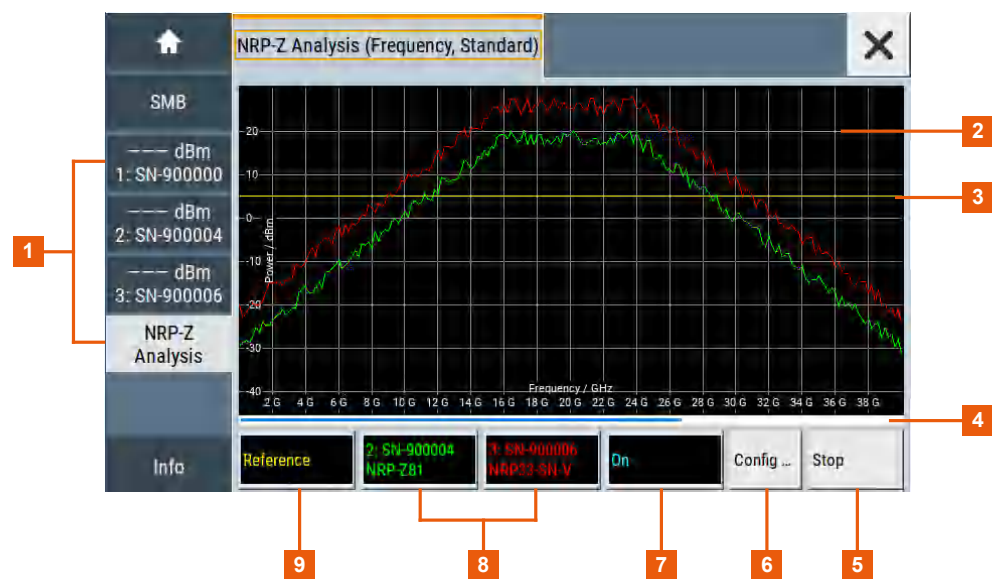 NRP-Z Analysis (Frequency, Standard)
SMB
--- dBm
1: SN-900000
--- dBm
2: SN-900004
--- dBm
3: SN-900006
NRP-Z
Analysis
Info
20
10
0
-10
-20
-30
-40
Power / dBm
Frequency / GHz
2 G 4 G 6 G 8 G 10 G 12 G 14 G 16 G 18 G 20 G 22 G 24 G 26 G 28 G 30 G 32 G 34 G 36 G 38 G
Reference
2: SN-900004
NRP-Z81
3: SN-900006
NRP33-SN-V
On
Config ...
Stop
1
2
3
4
5
6
7
8
9